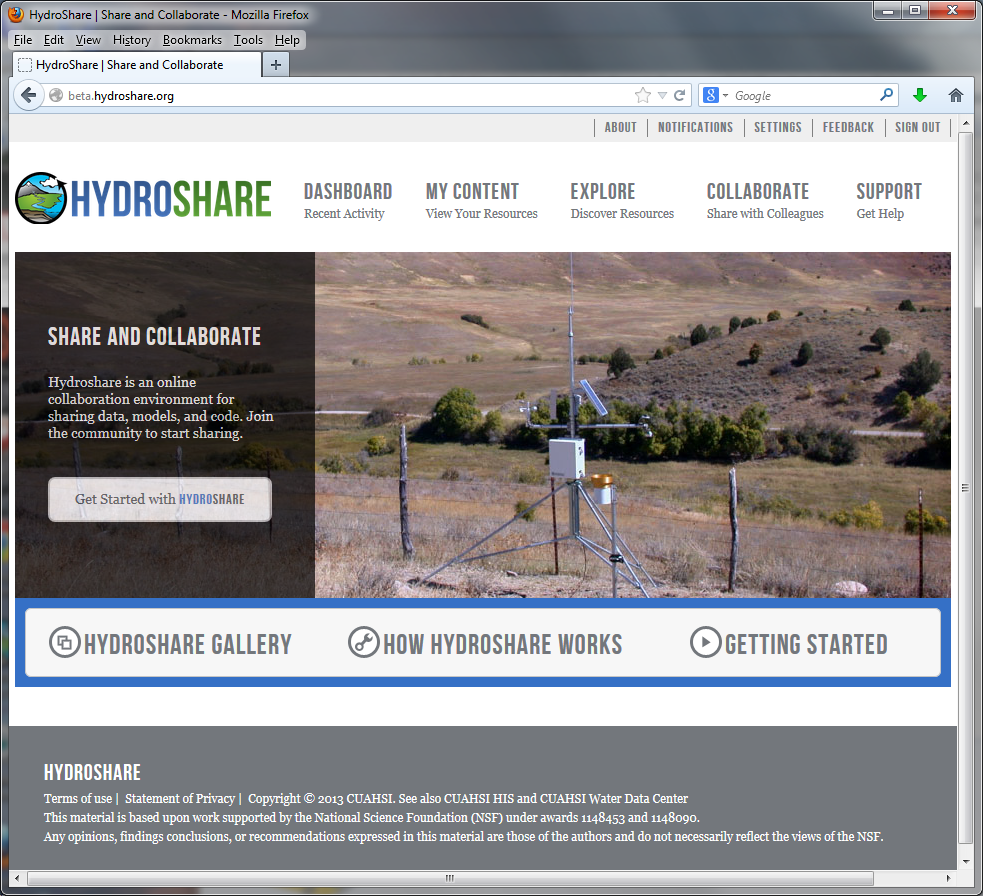 HydroShare | Share and Collaborate - Mozilla Firefox
File Edit View History Bookmarks Tools Help
HydroShare | Share and Collaborate
beta.hydroshare.org
Google
ABOUT
NOTIFICATIONS
SETTINGS
FEEDBACK
SIGN OUT
HYDROSHARE
DASHBOARD
Recent Activity
MY CONTENT
View Your Resources
EXPLORE
Discover Resources
COLLABORATE
Share with Colleagues
SUPPORT
Get Help
SHARE AND COLLABORATE
Hydroshare is an online
collaboration environment for
sharing data, models, and code. Join
the community to start sharing.
Get Started with HYDROSHARE
HYDROSHARE GALLERY
HOW HYDROSHARE WORKS
GETTING STARTED
HYDROSHARE
Terms of use | Statement of Privacy | Copyright © 2013 CUAHSI. See also CUAHSI HIS and CUAHSI Water Data Center
This material is based upon work supported by the National Science Foundation (NSF) under awards 1148453 and 1148090.
Any opinions, findings conclusions, or recommendations expressed in this material are those of the authors and do not necessarily reflect the views of the NSF.